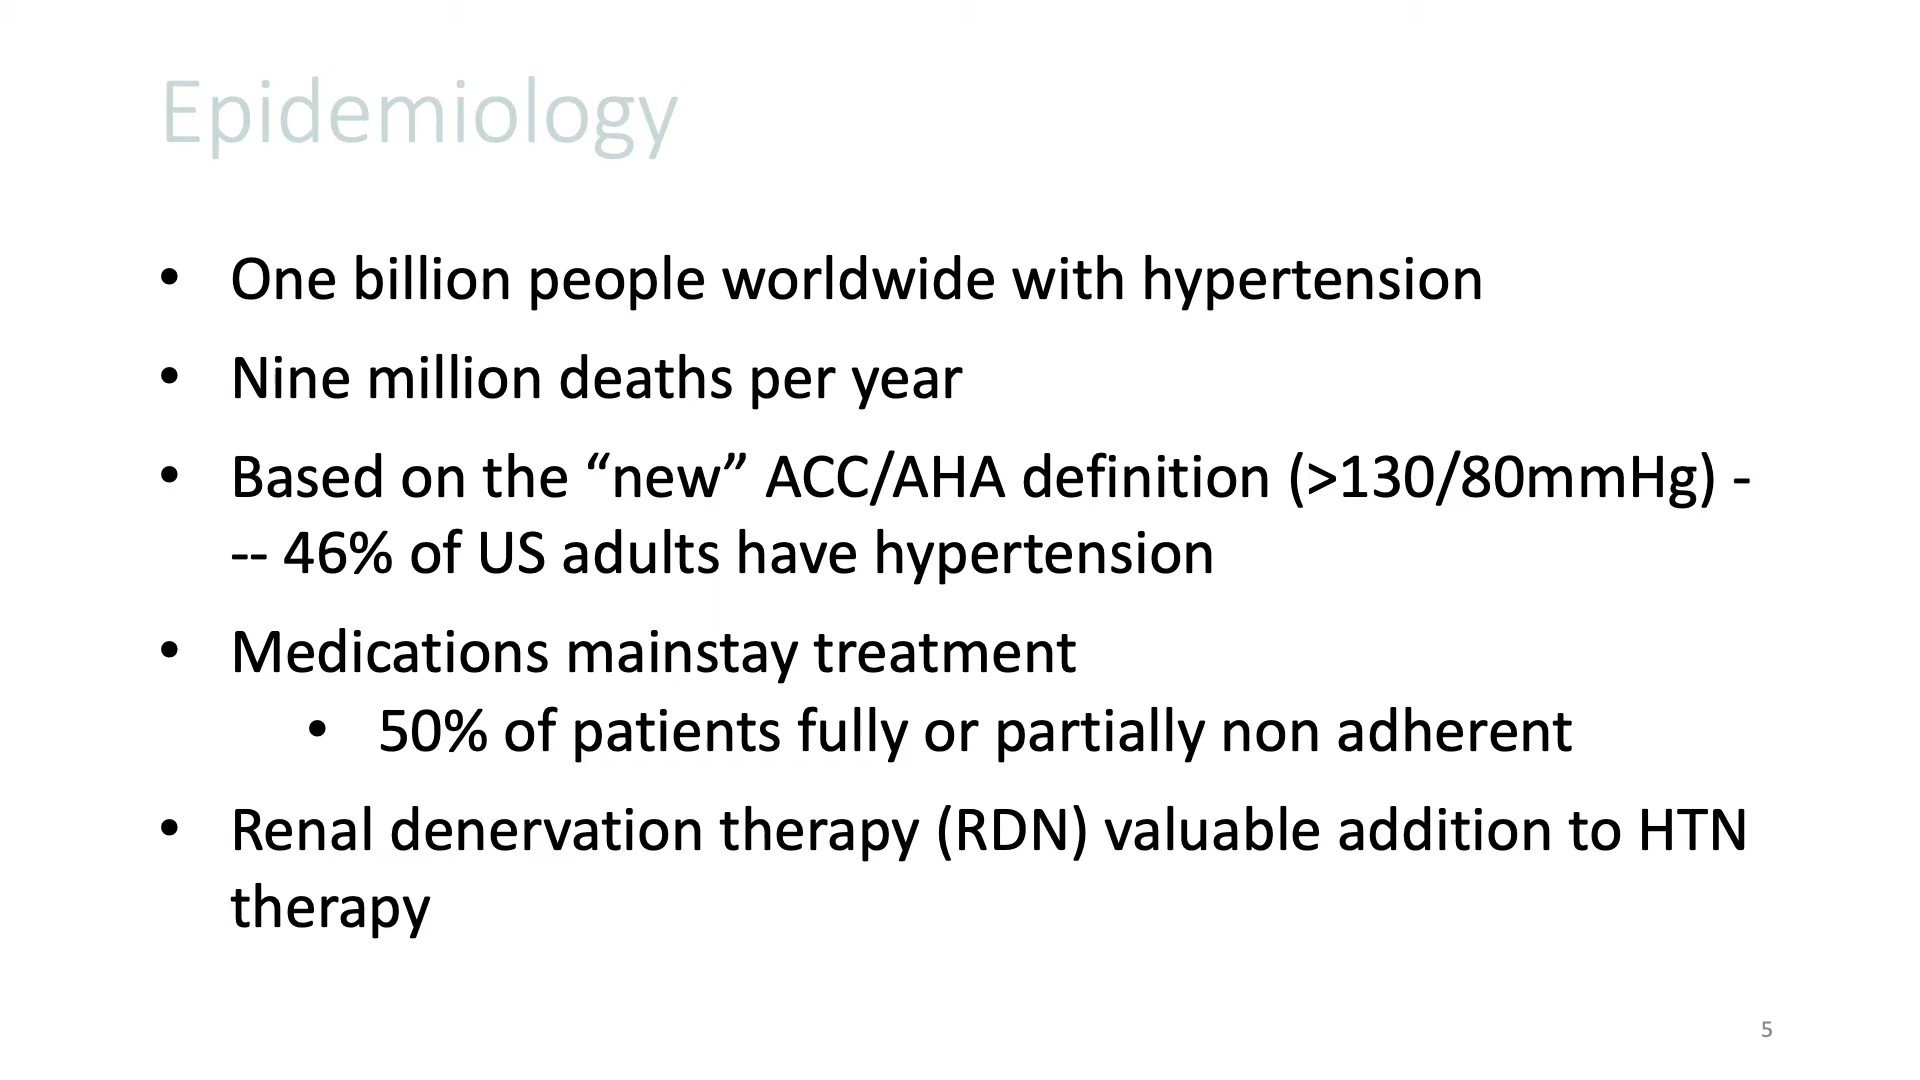 Epidemiology
• One billion people worldwide with hypertension
• Nine million deaths per year
• Based on the “new” ACC/AHA definition (>130/80mmHg) -
-- 46% of US adults have hypertension
• Medications mainstay treatment
• 50% of patients fully or partially non adherent
• Renal denervation therapy (RDN) valuable addition to HTN
therapy
5